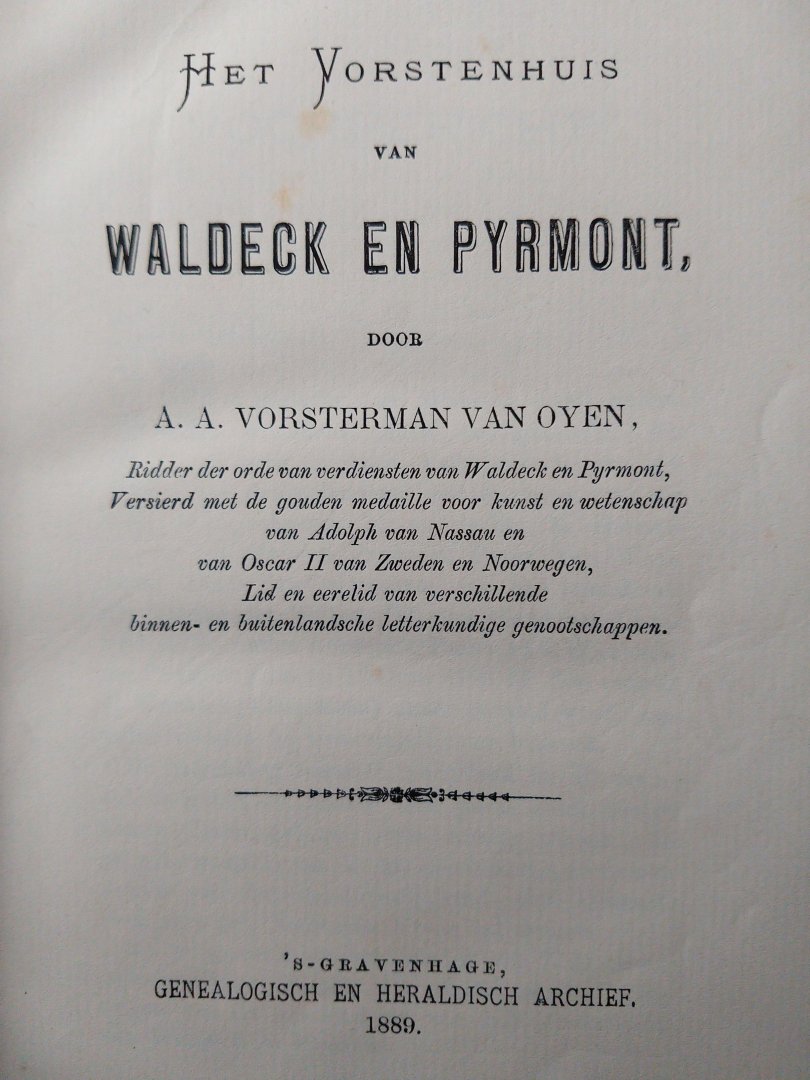 Het Vorstenhuis
VAN
WALDECK EN PYRMONT,
DOOR
A. A. VORSTERMAN VAN OYEN,
Ridder der orde van verdiensten van Waldeck en Pyrmont,
Versierd met de gouden medaille voor kunst en wetenschap
van Adolph van Nassau en
van Oscar II van Zweden en Noorwegen,
Lid en eerelid van verschillende
binnen- en buitenlandsche letterkundige genootschappen.
'S-GRAVENHAGE,
GENEALOGISCH EN HERALDISCH ARCHIEF.
1889.